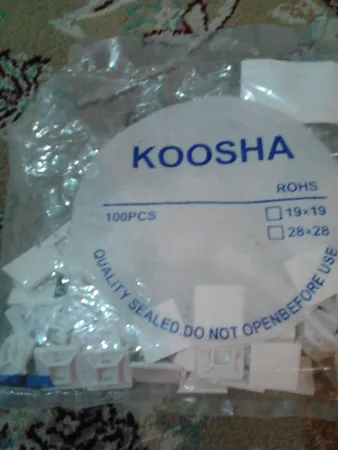 KOOSHA
ROHS
100PCS
19×19
28×28
QUALITY SEALED.DO NOT OPENBEFORE USE